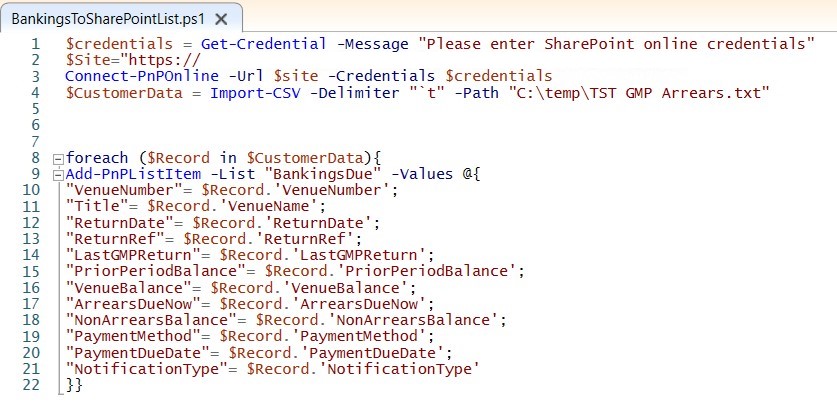 BankingsToSharePointList.ps1
1 $credentials = Get-Credential -Message "Please enter SharePoint online credentials"
2 $Site="https://
3 Connect-PnPOnline -Url $site -Credentials $credentials
4 $CustomerData = Import-CSV -Delimiter "`t" -Path "C:\temp\TST GMP Arrears.txt"
5
6
7
8 foreach ($Record in $CustomerData){
9 Add-PnPListItem -List "BankingsDue" -Values @{
10 "VenueNumber"= $Record.'VenueNumber';
11 "Title"= $Record.'VenueName';
12 "ReturnDate"= $Record.'ReturnDate';
13 "ReturnRef"= $Record.'ReturnRef';
14 "LastGMPReturn"= $Record.'LastGMPReturn';
15 "PriorPeriodBalance"= $Record.'PriorPeriodBalance';
16 "VenueBalance"= $Record.'VenueBalance';
17 "ArrearsDueNow"= $Record.'ArrearsDueNow';
18 "NonArrearsBalance"= $Record.'NonArrearsBalance';
19 "PaymentMethod"= $Record.'PaymentMethod';
20 "PaymentDueDate"= $Record.'PaymentDueDate';
21 "NotificationType"= $Record.'NotificationType'
22 }}